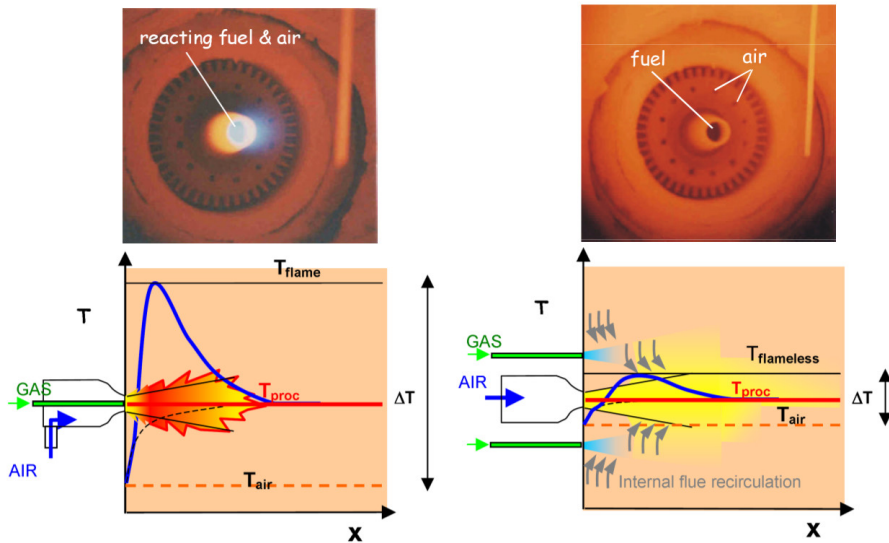 reacting fuel & air
fuel
air
T
Tflame
GAS
Tproc
AIR
Tair
ΔT
X
T
GAS
AIR
Tflameless
Tproc
Tair
ΔT
Internal flue recirculation
X